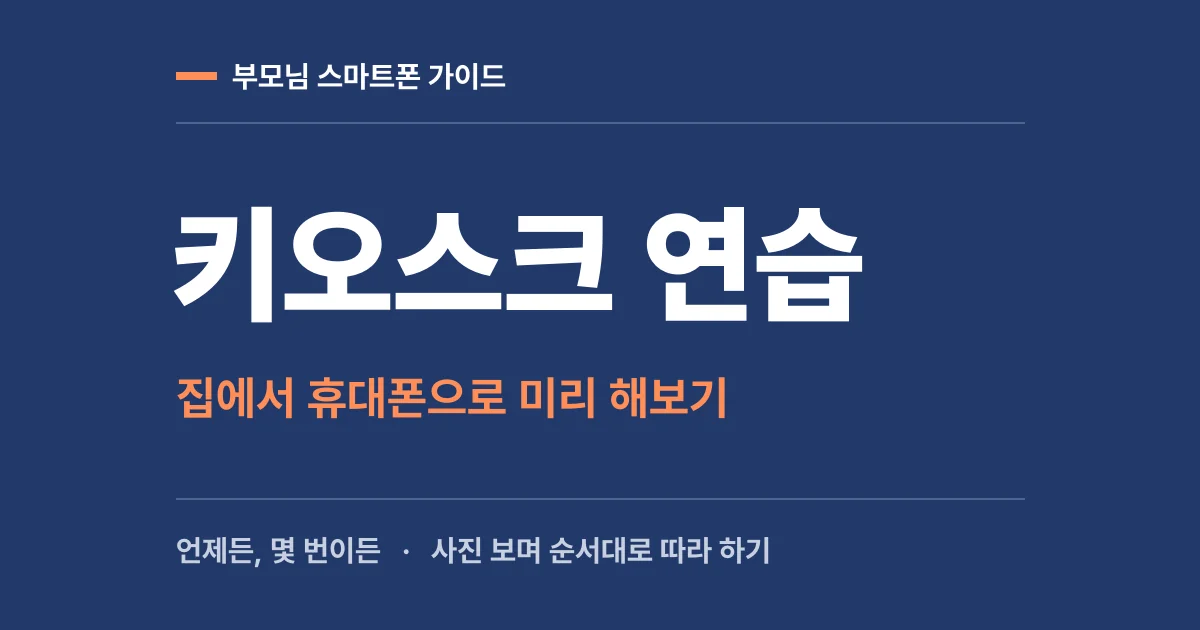 부모님 스마트폰 가이드
키오스크 연습
집에서 휴대폰으로 미리 해보기
언제든, 몇 번이든 · 사진 보며 순서대로 따라 하기